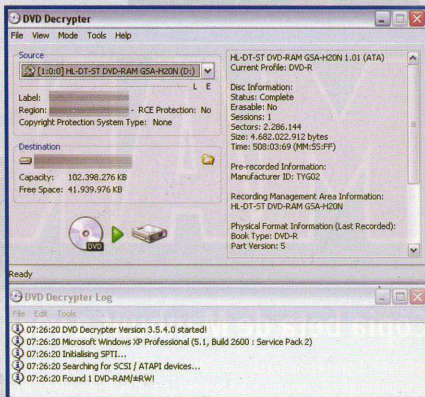 DVD Decrypter
File View Mode Tools Help
Source
[1:0:0] HL-DT-ST DVD-RAM GSA-H20N (D:)
L E
Label:
Region: - RCE Protection: No
Copyright Protection System Type: None
Destination
Capacity: 102.398.276 KB
Free Space: 41.939.976 KB
DVD
HL-DT-ST DVD-RAM GSA-H20N 1.01 (ATA)
Current Profile: DVD-R
Disc Information:
Status: Complete
Erasable: No
Sessions: 1
Sectors: 2.286.144
Size: 4.682.022.912 bytes
Time: 508:03:69 (MM:SS:FF)
Pre-recorded Information:
Manufacturer ID: TYG02
Recording Management Area Information:
HL-DT-ST DVD-RAM GSA-H20N
Physical Format Information (Last Recorded):
Book Type: DVD-R
Part Version: 5
Ready
DVD Decrypter Log
File Edit Tools
07:26:20 DVD Decrypter Version 3.5.4.0 started!
07:26:20 Microsoft Windows XP Professional (5.1, Build 2600 : Service Pack 2)
07:26:20 Initialising SPTI...
07:26:20 Searching for SCSI / ATAPI devices...
07:26:20 Found 1 DVD-RAM/±RW!